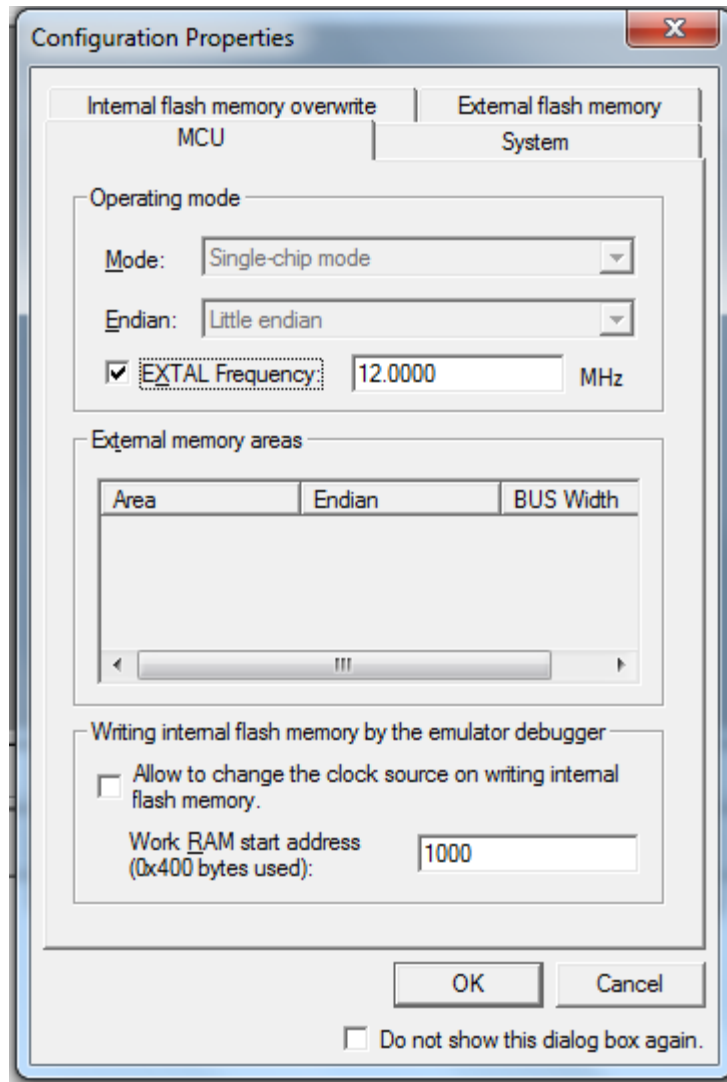 Configuration Properties
Internal flash memory overwrite
External flash memory
MCU
System
Operating mode
Mode:
Single-chip mode
Endian:
Little endian
EXTAL Frequency:
12.0000
MHz
External memory areas
Area
Endian
BUS Width
Writing internal flash memory by the emulator debugger
Allow to change the clock source on writing internal
flash memory.
Work RAM start address
(0x400 bytes used):
1000
OK
Cancel
Do not show this dialog box again.